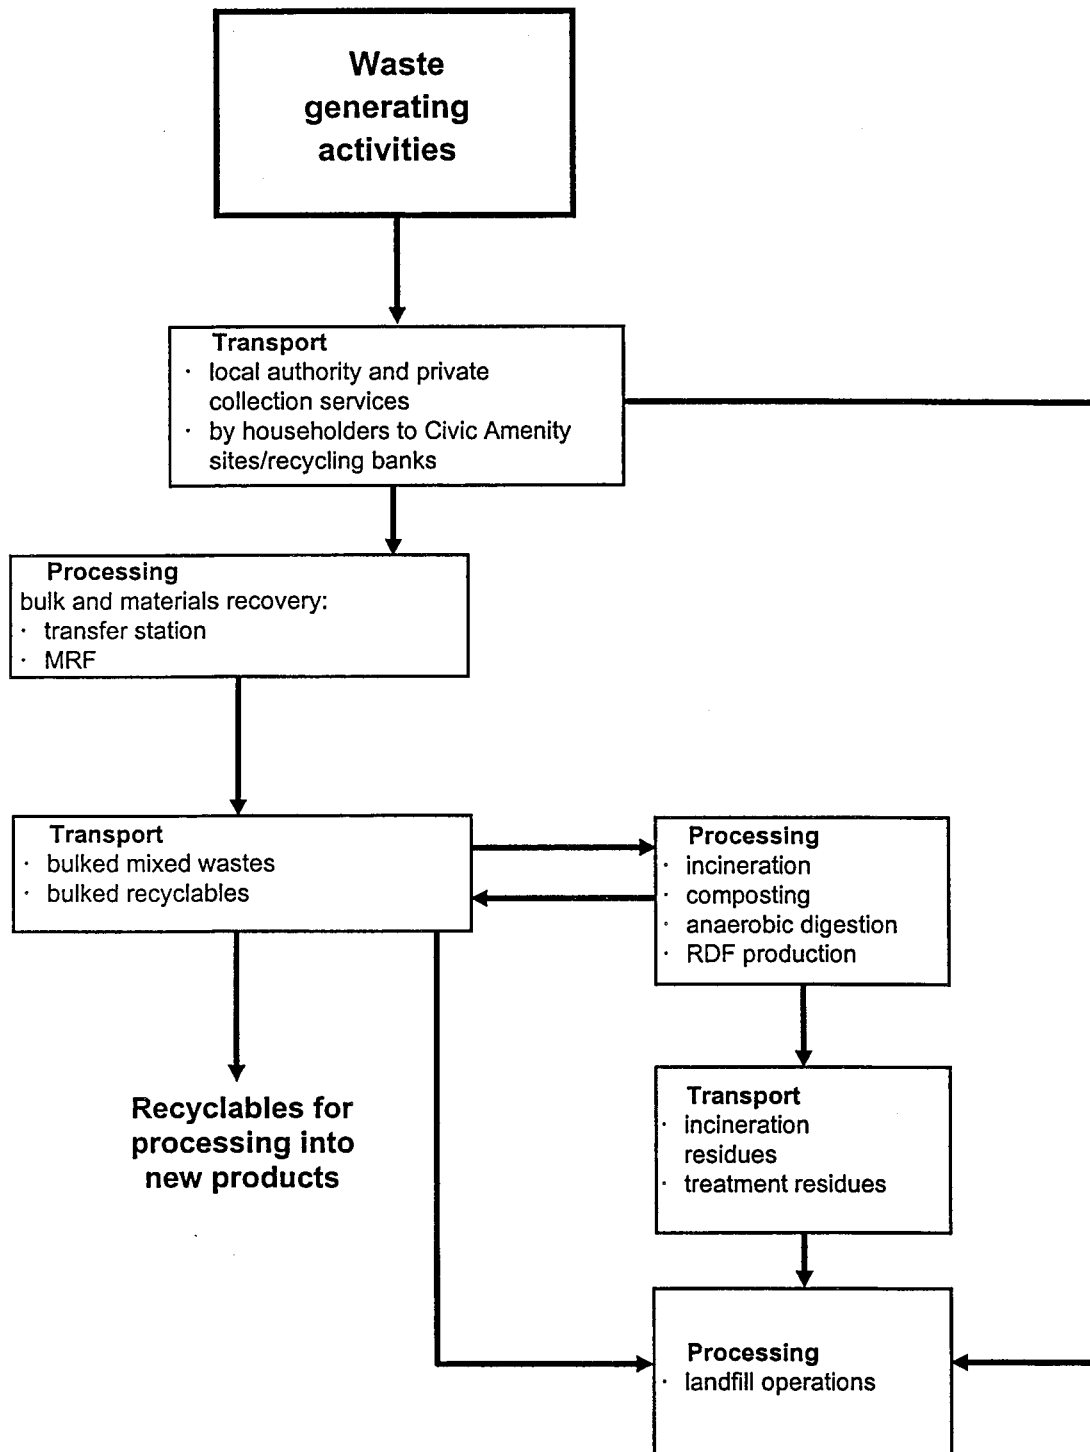 Waste
generating
activities
Transport
· local authority and private
collection services
· by householders to Civic Amenity
sites/recycling banks
Processing
bulk and materials recovery:
· transfer station
· MRF
Transport
· bulked mixed wastes
· bulked recyclables
Processing
· incineration
· composting
· anaerobic digestion
· RDF production
Recyclables for
processing into
new products
Transport
· incineration
residues
· treatment residues
Processing
· landfill operations